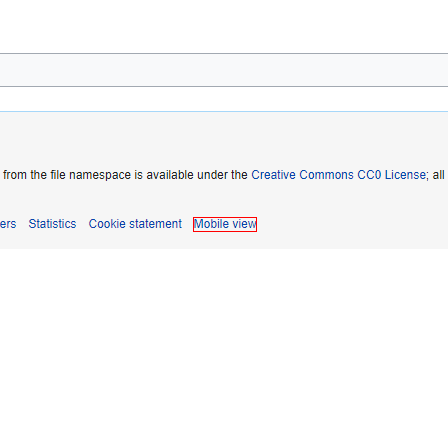 from the file namespace is available under the Creative Commons CC0 License; all
ers Statistics Cookie statement Mobile view